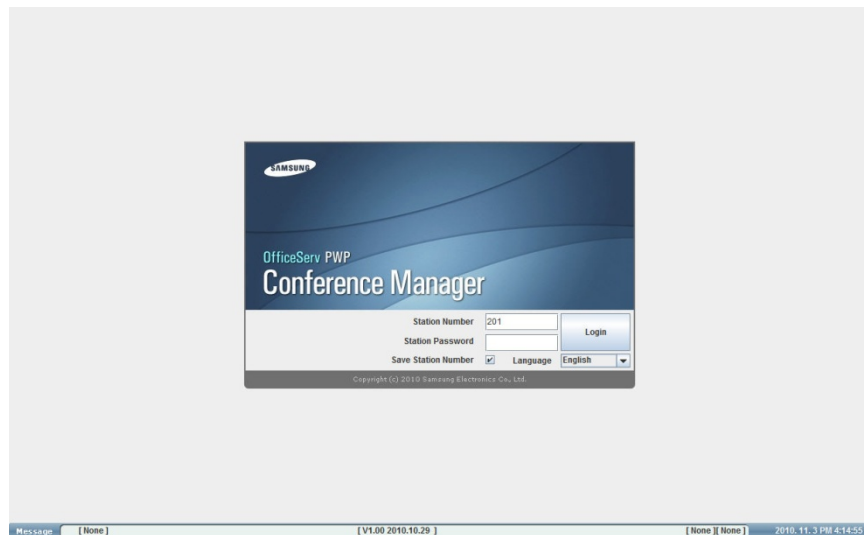 SAMSUNG
OfficeServ PWP
Conference Manager
Station Number 201 Login
Station Password
Save Station Number Language English
Copyright (c) 2010 Samsung Electronics Co., Ltd.
Message [ None ] [ V1.00 2010.10.29 ] [ None ][ None ] 2010. 11. 3 PM 4:14:55